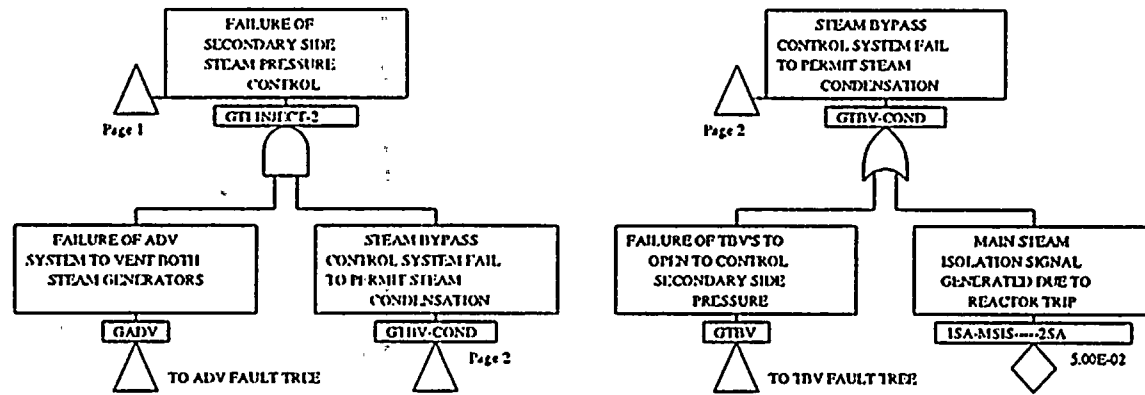 FAILURE OF
SECONDARY SIDE
STEAM PRESSURE
CONTROL
Page 1
GTHINJECT-2
FAILURE OF ADV
SYSTEM TO VENT BOTH
STEAM GENERATORS
GADV
TO ADV FAULT TREE
STEAM BYPASS
CONTROL SYSTEM FAIL
TO PERMIT STEAM
CONDENSATION
GTBV-COND
Page 2
STEAM BYPASS
CONTROL SYSTEM FAIL
TO PERMIT STEAM
CONDENSATION
Page 2
GTBV-COND
FAILURE OF TBV'S TO
OPEN TO CONTROL
SECONDARY SIDE
PRESSURE
GTBV
TO TBV FAULT TREE
MAIN STEAM
ISOLATION SIGNAL
GENERATED DUE TO
REACTOR TRIP
ISA-MSIS----2SA
5.00E-02